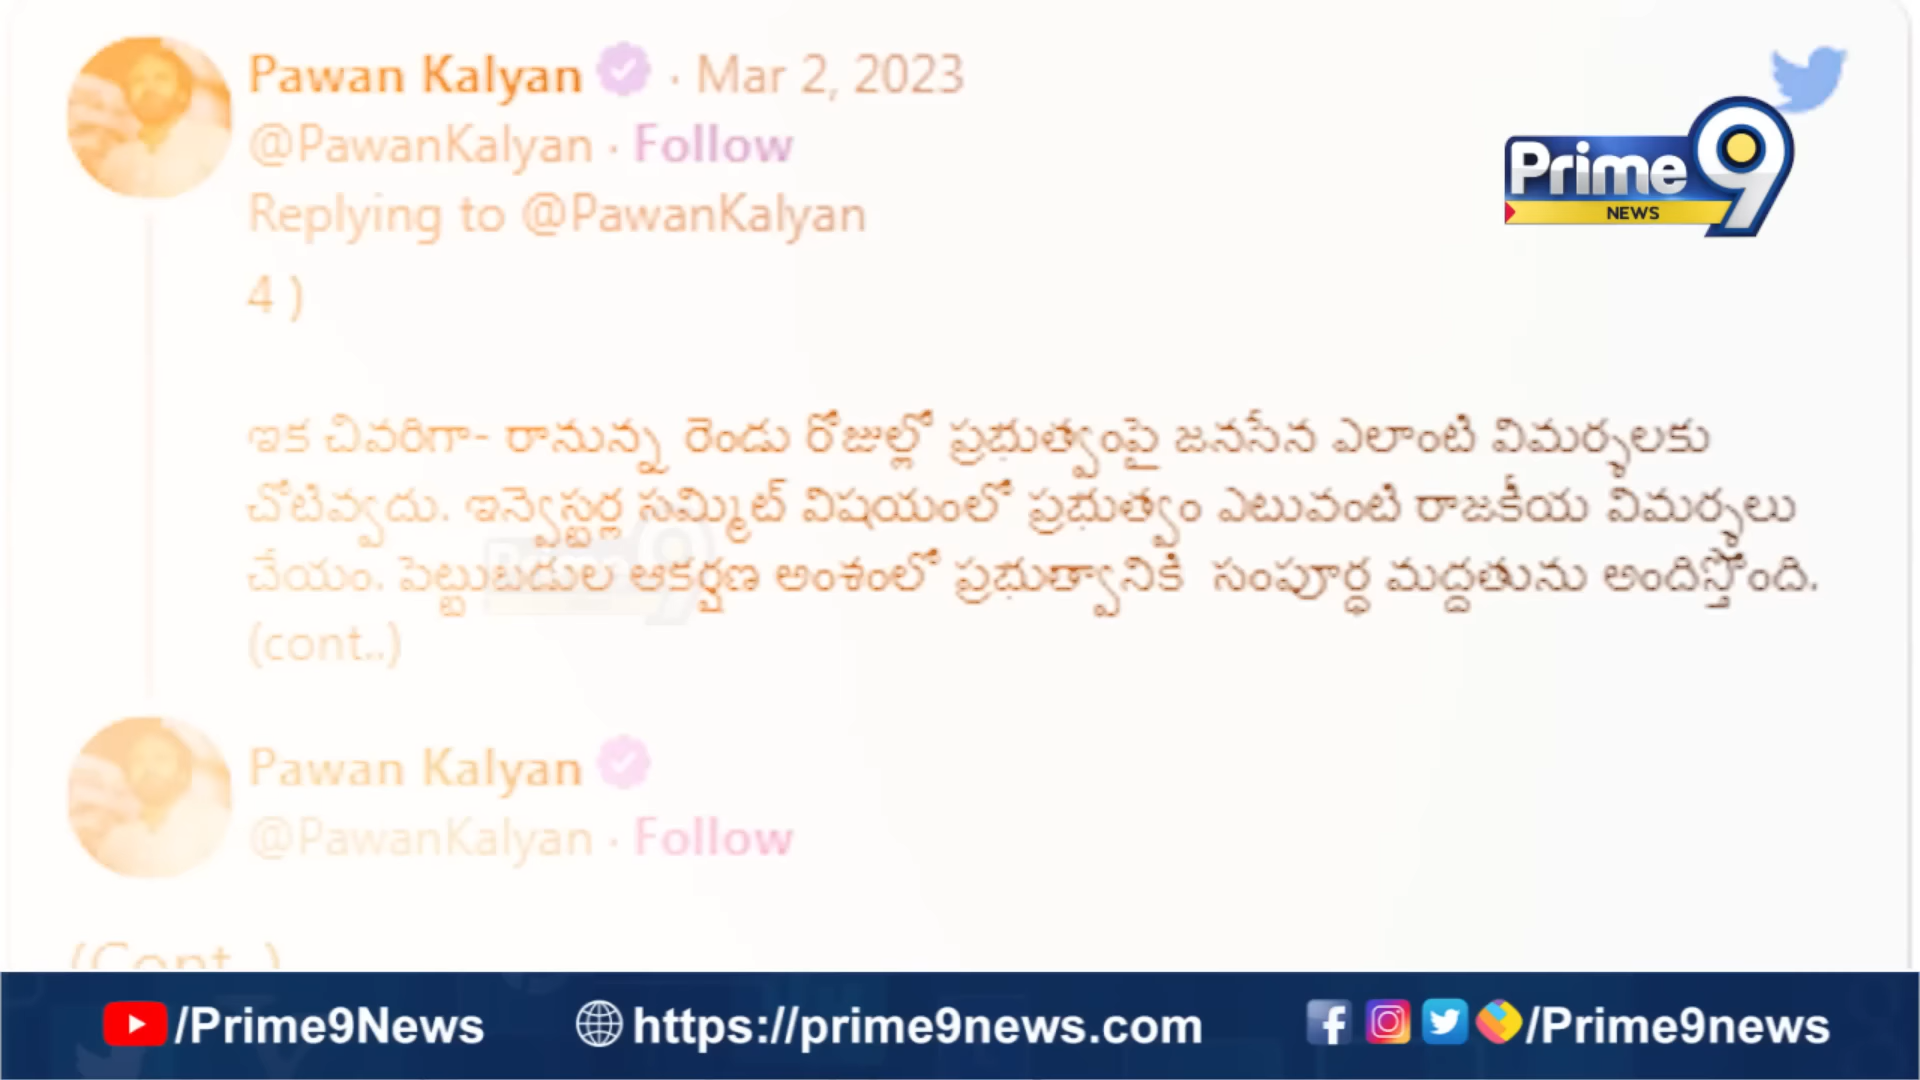 Pawan Kalyan · Mar 2, 2023
@PawanKalyan · Follow
Replying to @PawanKalyan
4 )
Prime9
NEWS
ఇక చివరిగా- రానున్న రెండు రోజుల్లో ప్రభుత్వంపై జనసేన ఎలాంటి విమర్శలకు
చోటివ్వదు. ఇన్వెస్టర్ల సమ్మిట్ విషయంలో ప్రభుత్వం ఎటువంటి రాజకీయ విమర్శలు
చేయం. పెట్టుబడుల ఆకర్షణ అంశంలో ప్రభుత్వానికి సంపూర్ధ మద్దతును అందిస్తోంది.
(cont..)
Pawan Kalyan
@PawanKalyan · Follow
(Cont..)
/Prime9News https://prime9news.com /Prime9news